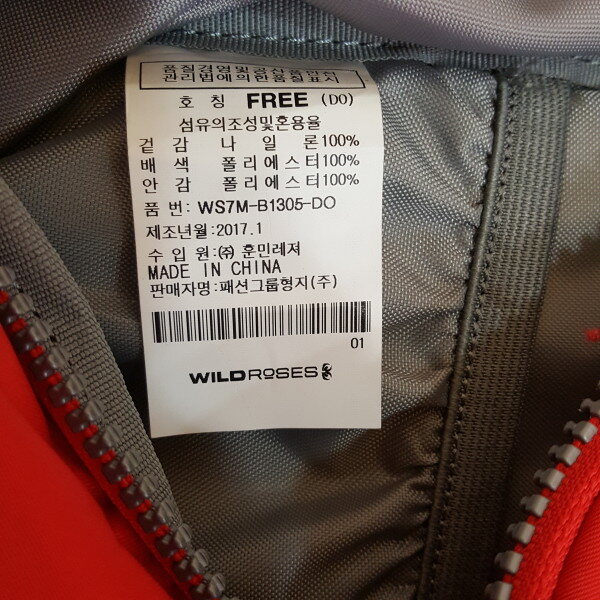 품질경영 및 공산품안전
관리법에 의한 품질표시
호 칭 FREE (DO)
섬유의조성및혼용율
겉 감 나 일 론100%
배 색 폴리에스터100%
안 감 폴리에스터100%
품 번: WS7M-B1305-DO
제조년월:2017.1
수 입 원:㈜ 훈민레져
MADE IN CHINA
판매자명:패션그룹형지(주)
01
WILDROSES